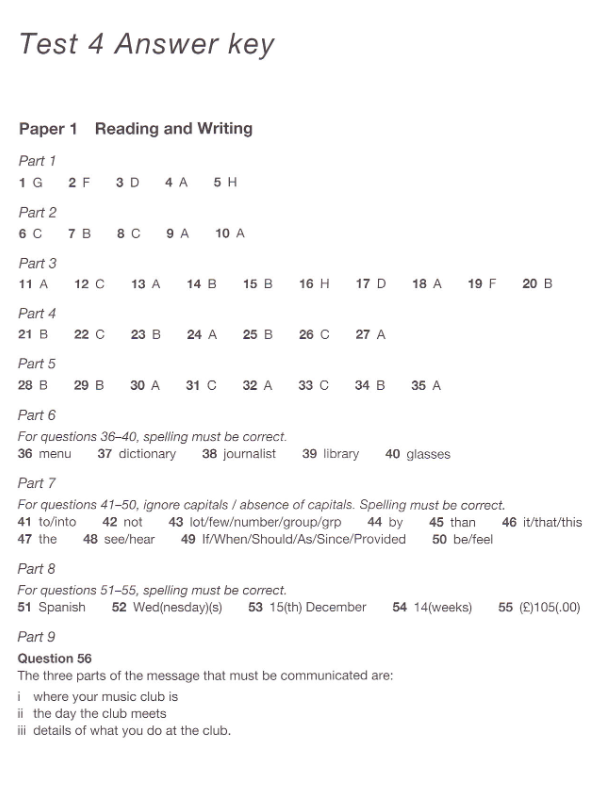 Test 4 Answer key
Paper 1 Reading and Writing
Part 1
1 G 2 F 3 D 4 A 5 H
Part 2
6 C 7 B 8 C 9 A 10 A
Part 3
11 A 12 C 13 A 14 B 15 B 16 H 17 D 18 A 19 F 20 B
Part 4
21 B 22 C 23 B 24 A 25 B 26 C 27 A
Part 5
28 B 29 B 30 A 31 C 32 A 33 C 34 B 35 A
Part 6
For questions 36–40, spelling must be correct.
36 menu 37 dictionary 38 journalist 39 library 40 glasses
Part 7
For questions 41–50, ignore capitals / absence of capitals. Spelling must be correct.
41 to/into 42 not 43 lot/few/number/group/grp 44 by 45 than 46 it/that/this
47 the 48 see/hear 49 If/When/Should/As/Since/Provided 50 be/feel
Part 8
For questions 51–55, spelling must be correct.
51 Spanish 52 Wed(nesday)(s) 53 15(th) December 54 14(weeks) 55 (£)105(.00)
Part 9
Question 56
The three parts of the message that must be communicated are:
i where your music club is
ii the day the club meets
iii details of what you do at the club.